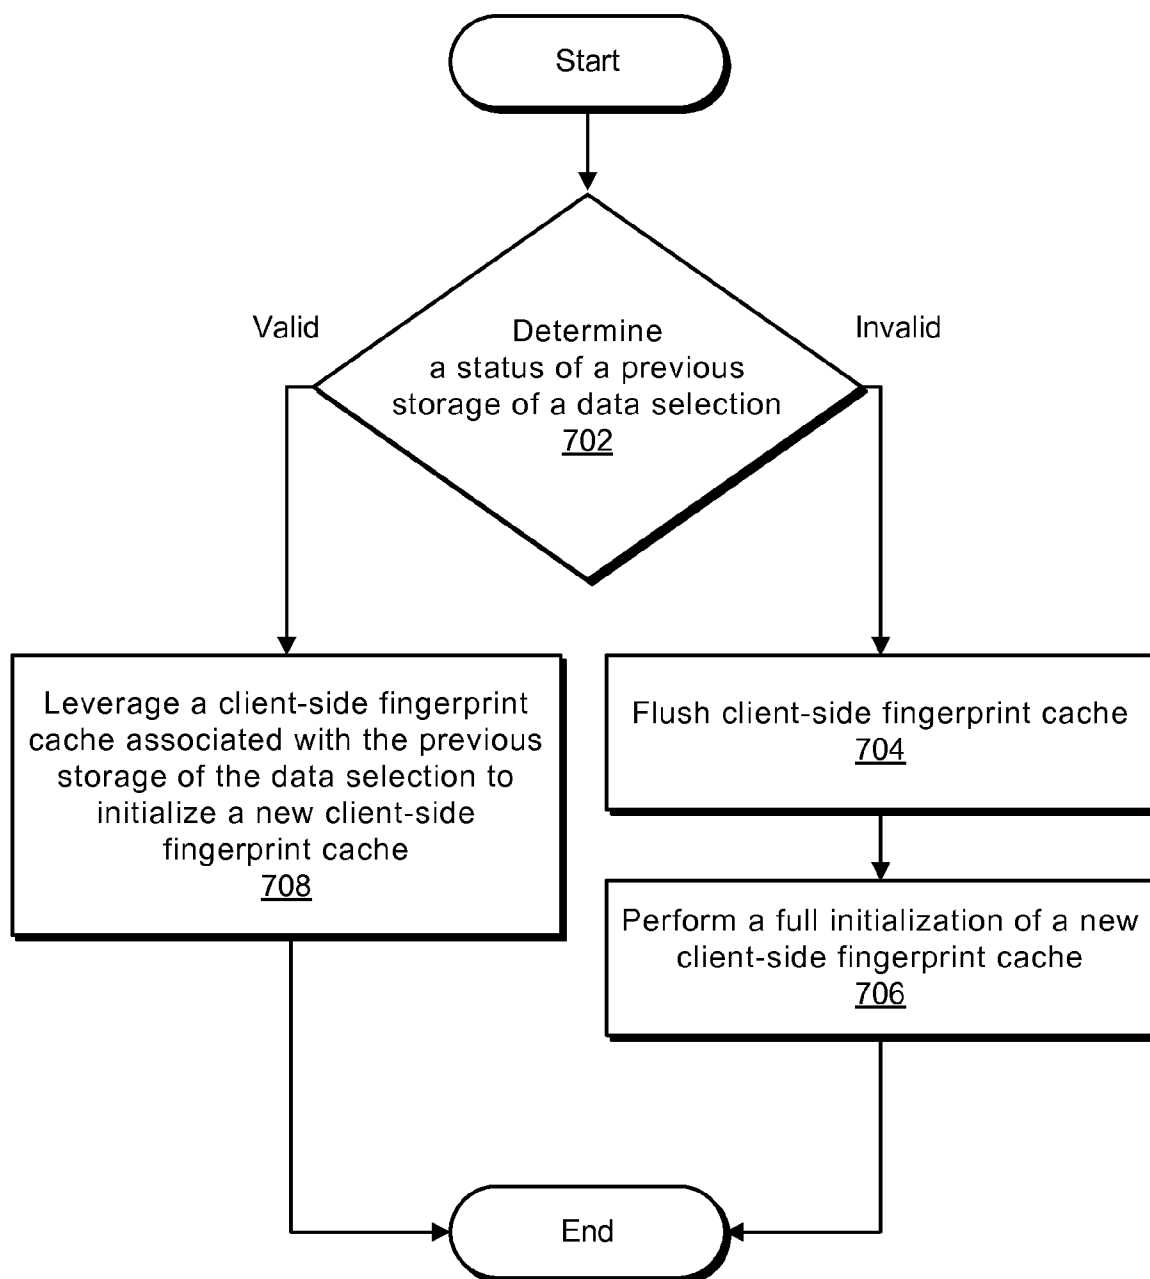 Start
Valid
Invalid
Determine
a status of a previous
storage of a data selection
702
Leverage a client-side fingerprint
cache associated with the previous
storage of the data selection to
initialize a new client-side
fingerprint cache
708
Flush client-side fingerprint cache
704
Perform a full initialization of a new
client-side fingerprint cache
706
End